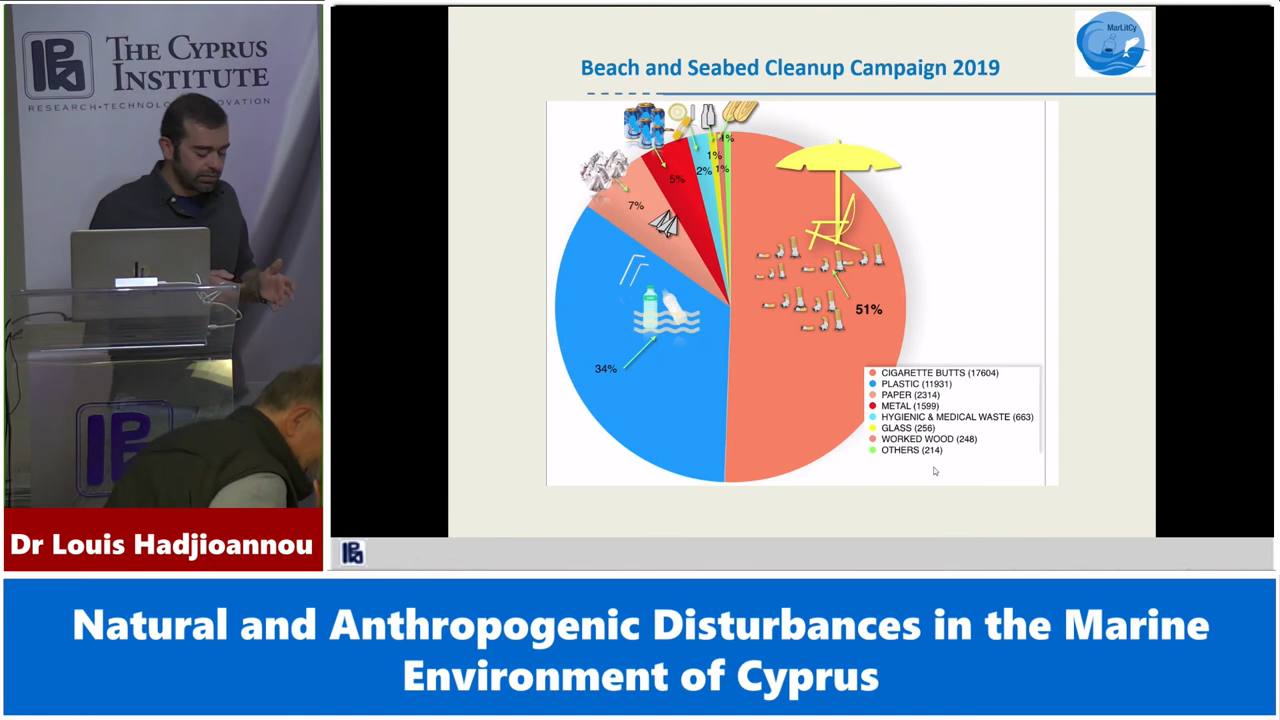 THE CYPRUS
INSTITUTE
RESEARCH•TECHNOLOGY•INNOVATION
MarLitCy
Beach and Seabed Cleanup Campaign 2019
1%
1%
2%
1%
5%
7%
51%
34%
CIGARETTE BUTTS (17604)
PLASTIC (11931)
PAPER (2314)
METAL (1599)
HYGIENIC & MEDICAL WASTE (663)
GLASS (256)
WORKED WOOD (248)
OTHERS (214)
Dr Louis Hadjioannou
Natural and Anthropogenic Disturbances in the Marine
Environment of Cyprus